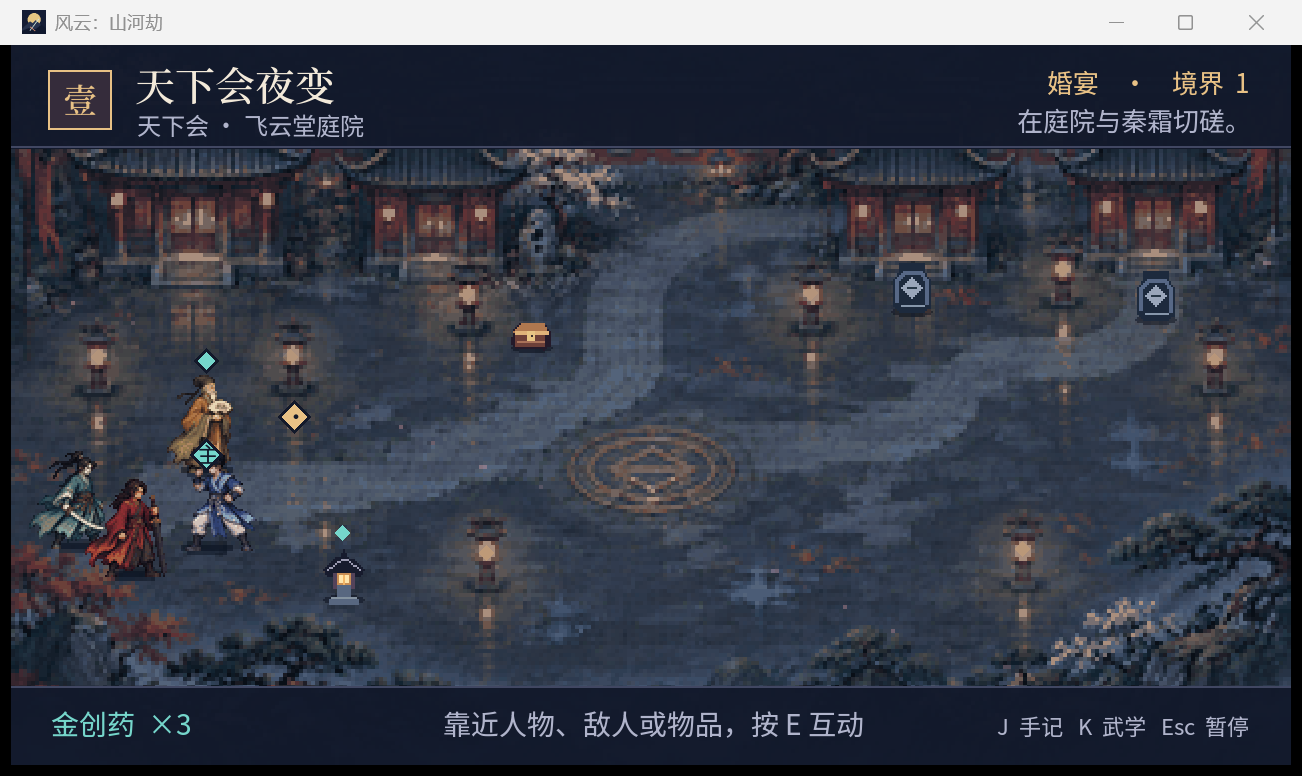 风云：山河劫
壹
天下会夜变
天下会 · 飞云堂庭院
婚宴 · 境界 1
在庭院与秦霜切磋。
金创药 ×3
靠近人物、敌人或物品，按 E 互动
J 手记 K 武学 Esc 暂停